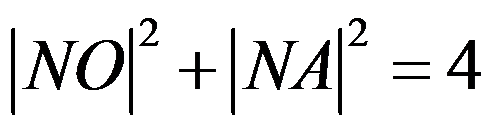 |NO|² + |NA|² = 4